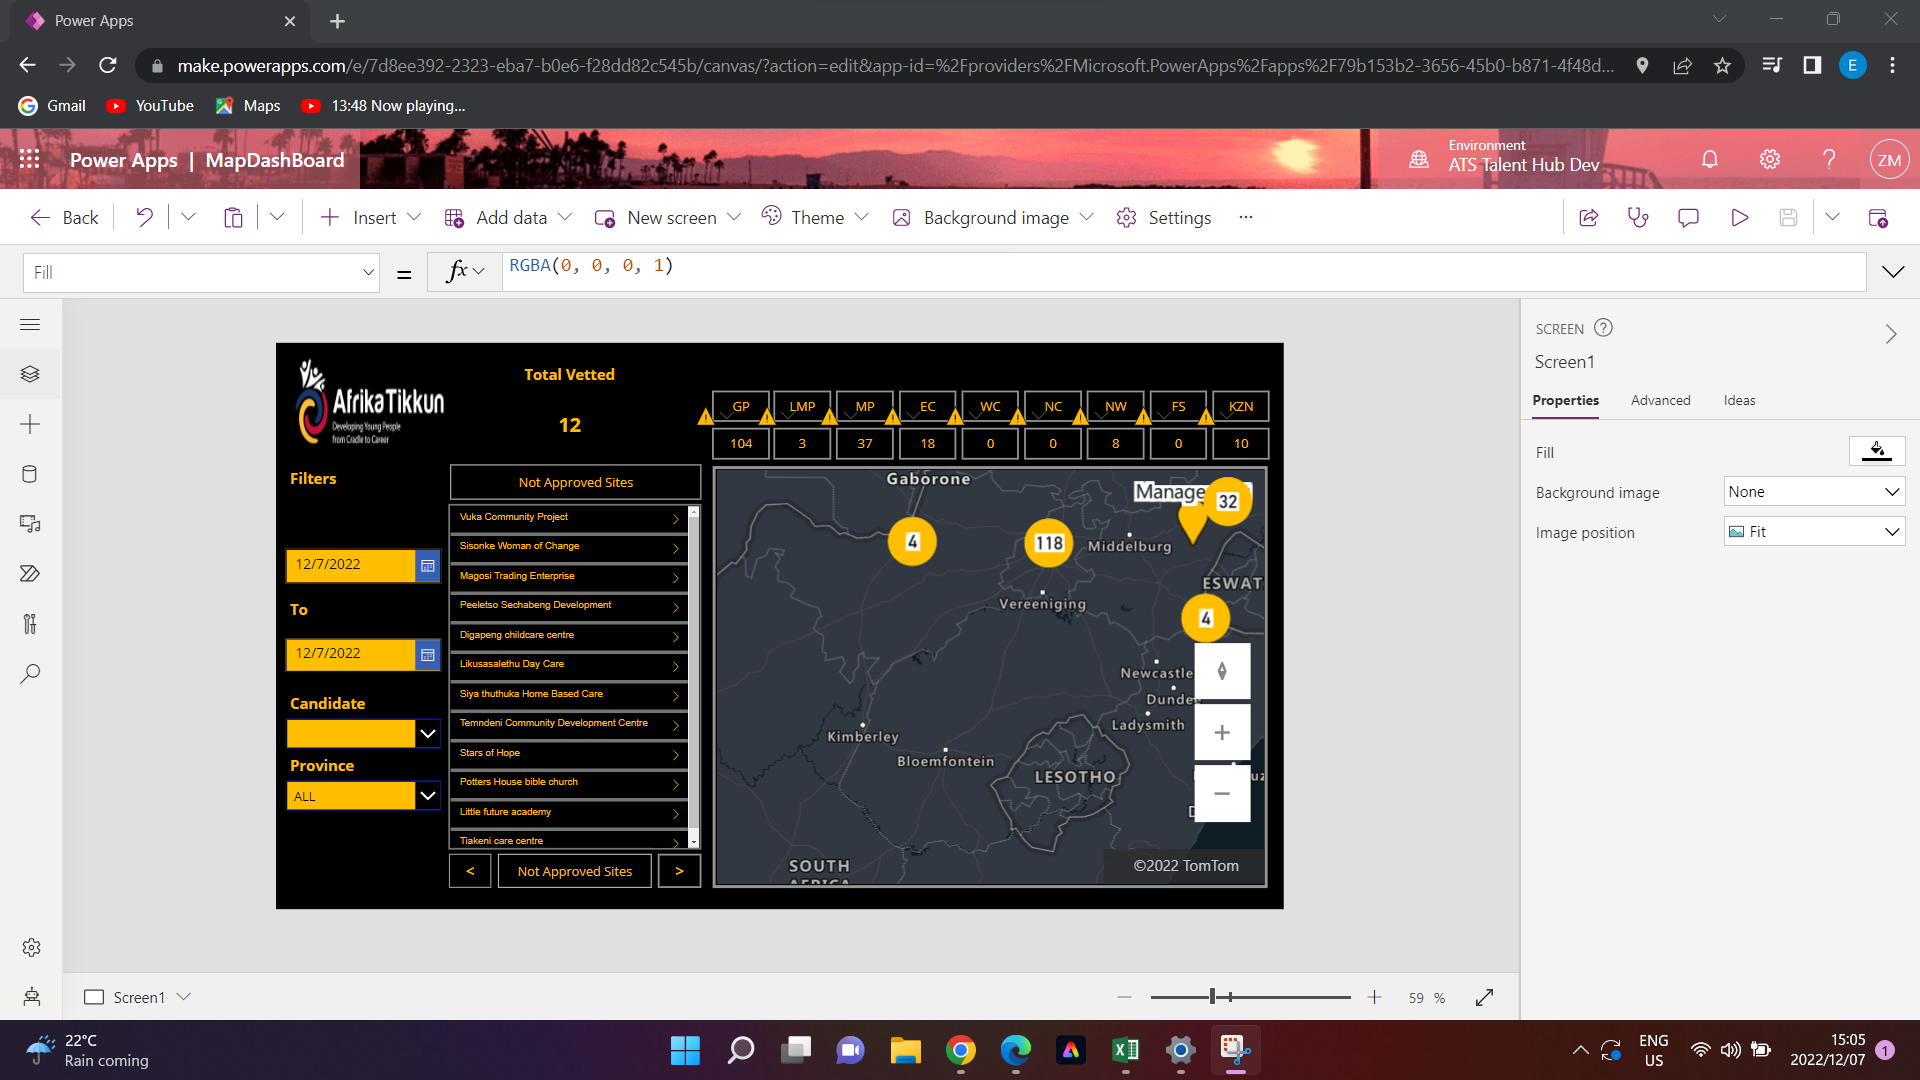 Power Apps
make.powerapps.com/e/7d8ee392-2323-eba7-b0e6-f28dd82c545b/canvas/?action=edit&app-id=%2Fproviders%2FMicrosoft.PowerApps%2Fapps%2F79b153b2-3656-45b0-b871-4f48d...
E
Gmail YouTube Maps 13:48 Now playing...
Power Apps | MapDashBoard
Environment
ATS Talent Hub Dev
ZM
Back Insert Add data New screen Theme Background image Settings ...
Fill = fx RGBA(0, 0, 0, 1)
SCREEN
Screen1
Properties Advanced Ideas
Fill
Background image None
Image position Fit
AfrikaTikkun
Developing Young People
from Cradle to Career
Total Vetted
12
GP LMP MP EC WC NC NW FS KZN
104 3 37 18 0 0 8 0 10
Filters
12/7/2022
To
12/7/2022
Candidate
Province
ALL
Not Approved Sites
Vuka Community Project
Sisonke Woman of Change
Magosi Trading Enterprise
Peeletso Sechabeng Development
Digapeng childcare centre
Likusasalethu Day Care
Siya thuthuka Home Based Care
Temndeni Community Development Centre
Stars of Hope
Potters House bible church
Little future academy
Tiakeni care centre
< Not Approved Sites >
Gaborone
Manage
32
4
118
Middelburg
ESWAT
Vereeniging
4
Newcastle
Dunde
Ladysmith
Kimberley
Bloemfontein
LESOTHO
SOUTH
AFRICA
©2022 TomTom
Screen1
59 %
22°C
Rain coming
ENG
US
15:05
2022/12/07
1